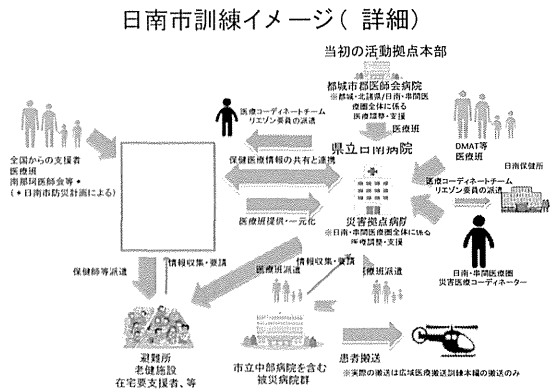 日南市訓練イメージ(詳細)
当初の活動拠点本部
都城市郡医師会病院
※都城・北諸県/日南・串間医
療圏全体に係る
医療調整・支援
医療班
医療コーディネートチーム
リエゾン要員の派遣
全国からの支援者
医療班
南那珂医師会等*
(*日南市防災計画による)
保健医療情報の共有と連携
県立日南病院
DMAT等
医療班
日南保健所
医療コーディネートチーム
リエゾン要員の派遣
医療班提供・一元化
災害拠点病院
※日南・串間医療圏全体に係る
医療調整・支援
日南・串間医療圏
災害医療コーディネーター
保健師等派遣
情報収集・要請
医療班派遣
情報収集・要請
医療班派遣
避難所
老健施設
在宅要支援者、等
市立中部病院を含む
被災病院群
患者搬送
※実際の搬送は広域医療搬送訓練本編の搬送のみ